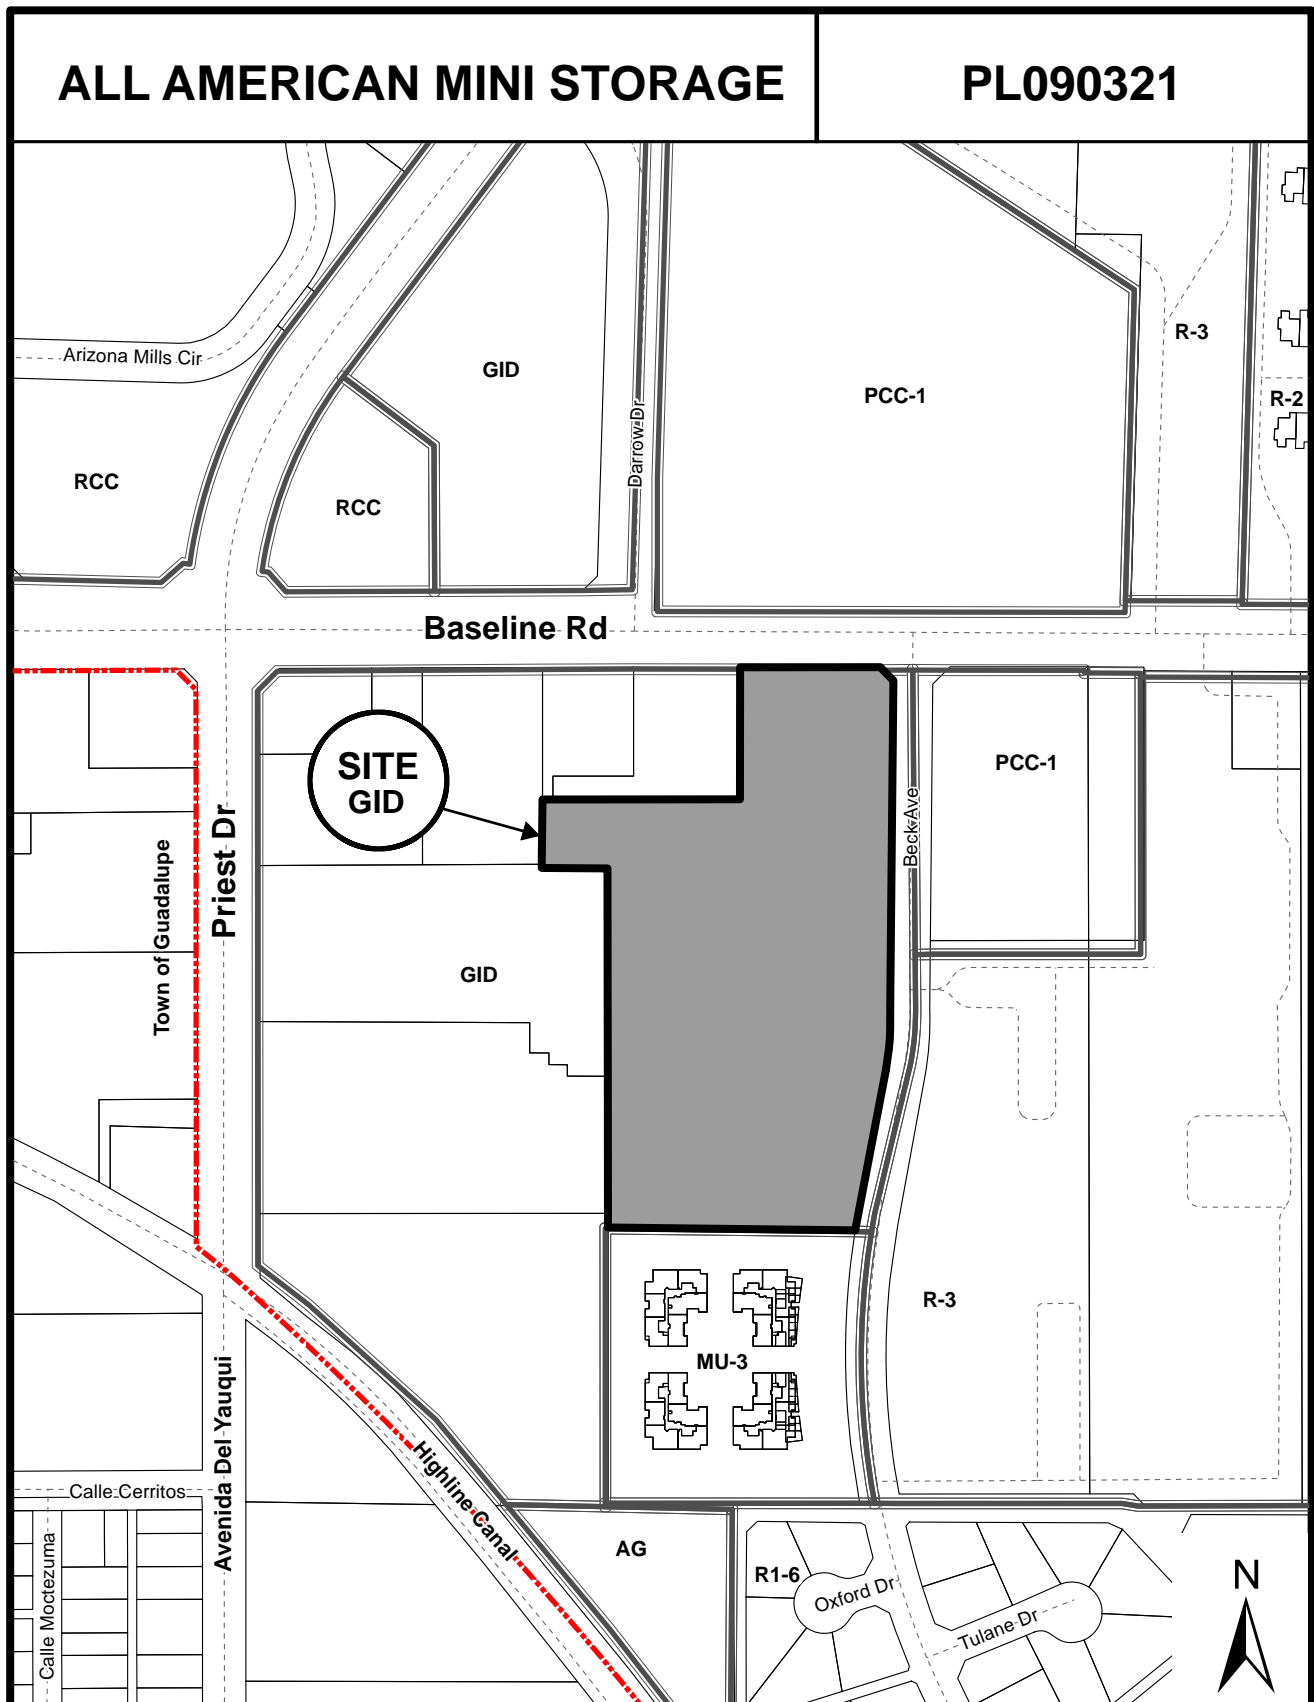 ALL AMERICAN MINI STORAGE
PL090321
Arizona Mills Cir
GID
PCC-1
R-3
R-2
RCC
RCC
Darrow Dr
Baseline Rd
SITE
GID
PCC-1
Beck Ave
Priest Dr
Town of Guadalupe
GID
R-3
MU-3
Avenida Del Yauqui
Highline Canal
Calle Cerritos
Calle Moctezuma
AG
R1-6
Oxford Dr
Tulane Dr
N